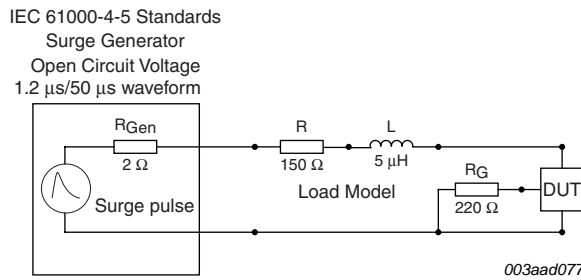 IEC 61000-4-5 Standards
Surge Generator
Open Circuit Voltage
1.2 μs/50 μs waveform
RGen
2 Ω
Surge pulse
R
150 Ω
L
5 μH
Load Model
RG
220 Ω
DUT
003aad077